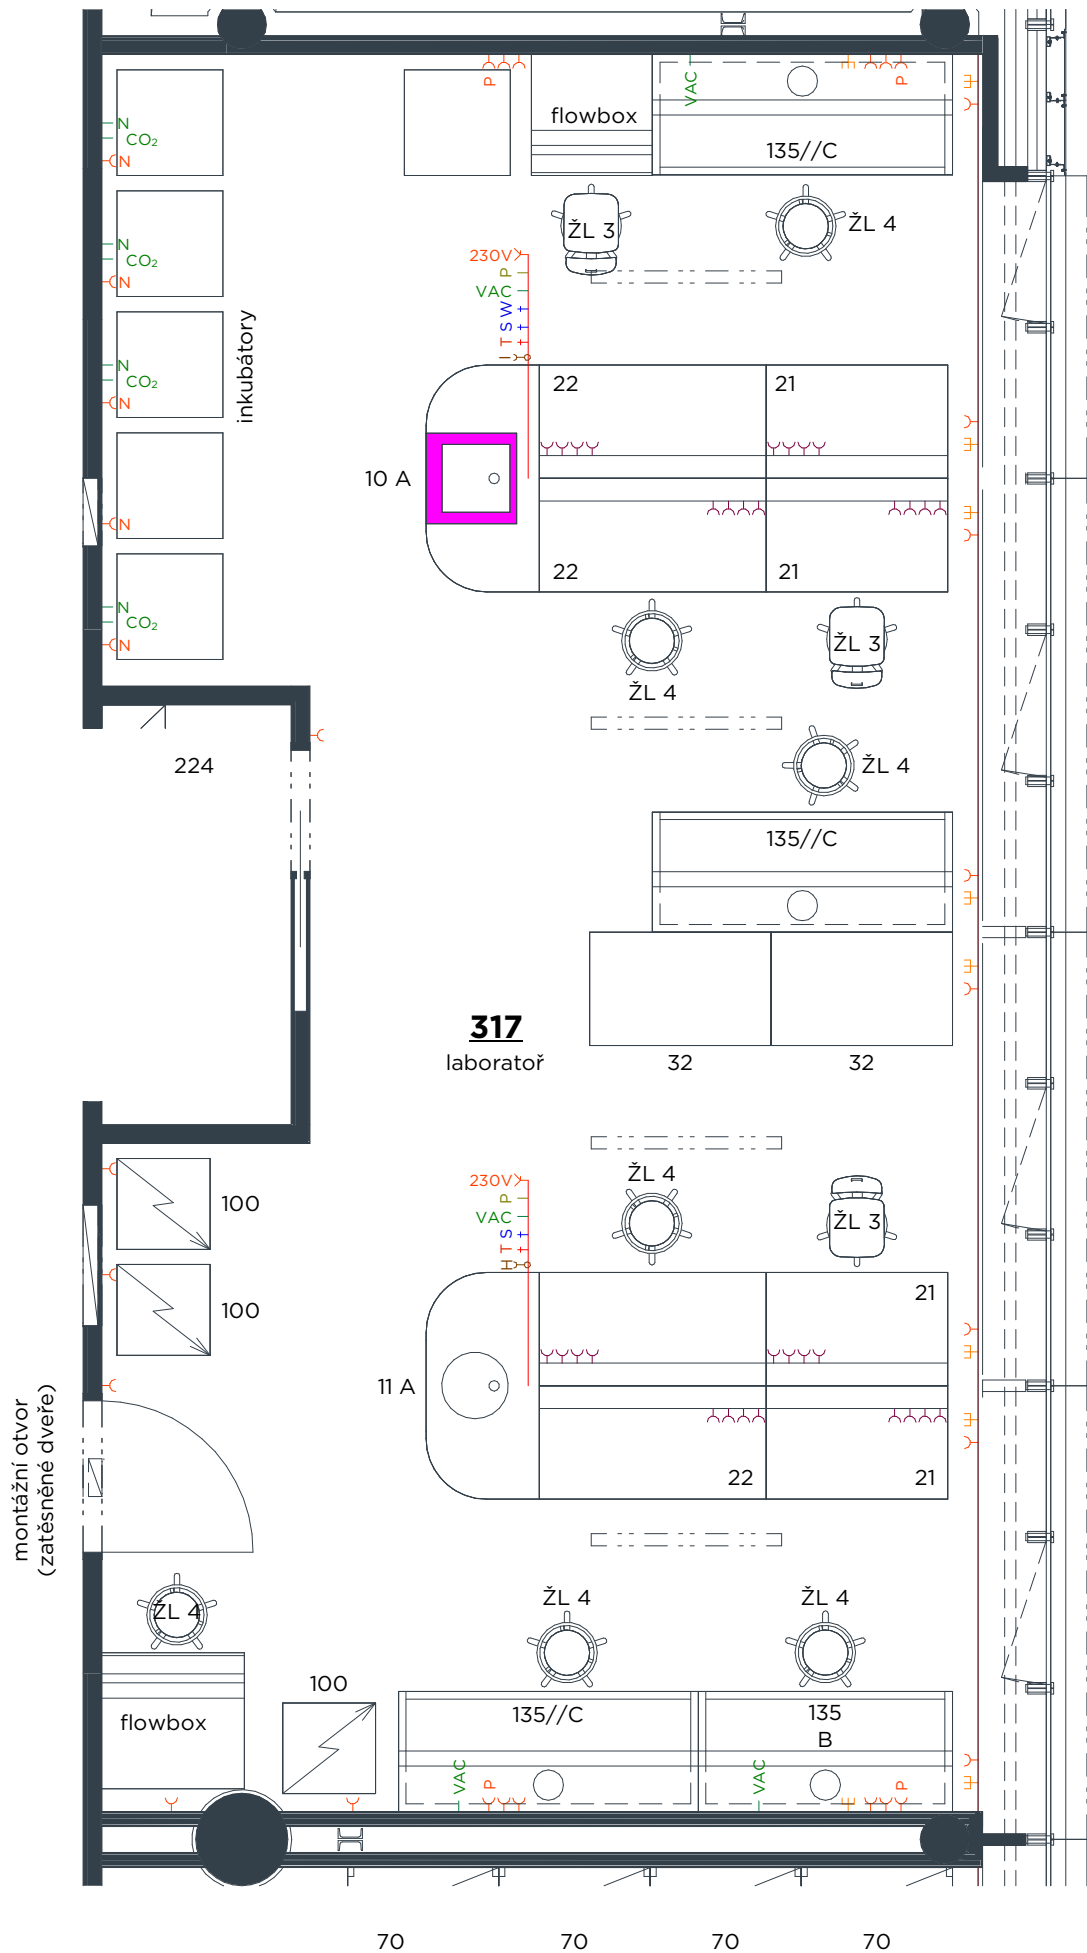 P
VAC
P
flowbox
135//C
N
CO₂
N
ŽL 3
ŽL 4
N
CO₂
N
230V
P
VAC
W
S
T
I
inkubátory
N
CO₂
N
22
21
10 A
N
22
21
N
CO₂
N
ŽL 3
ŽL 4
224
ŽL 4
135//C
317
laboratoř
32
32
230V
P
VAC
S
T
H
ŽL 4
100
ŽL 3
100
21
11 A
montážní otvor
(zatěsněné dveře)
22
21
ŽL 4
ŽL 4
ŽL 4
100
flowbox
135//C
135
B
VAC
P
VAC
P
70
70
70
70